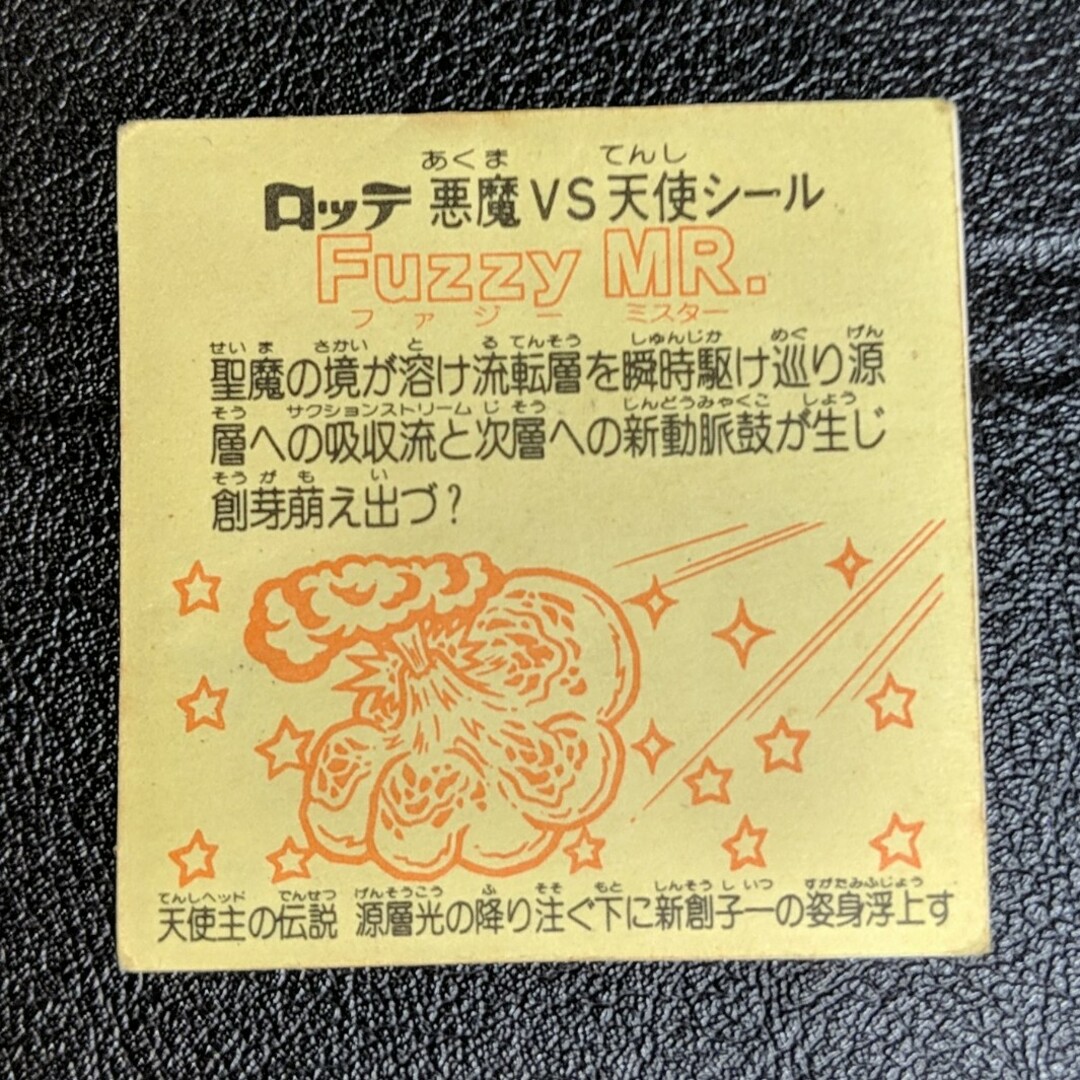 あくま てんし
ロッテ 悪魔VS天使シール
Fuzzy MR.
ファジー ミスター
せいま さかい と るてんそう しゅんじか めぐ げん
聖魔の境が溶け流転層を瞬時駆け巡り源
そう サクションストリーム じそう しんどうみゃくこ しょう
層への吸収流と次層への新動脈鼓が生じ
そうがも い
創芽萌え出づ?
てんしヘッド でんせつ げんそうこう ふ そそ もと しんそうしいつ すがたみふじょう
天使主の伝説 源層光の降り注ぐ下に新創子一の姿身浮上す